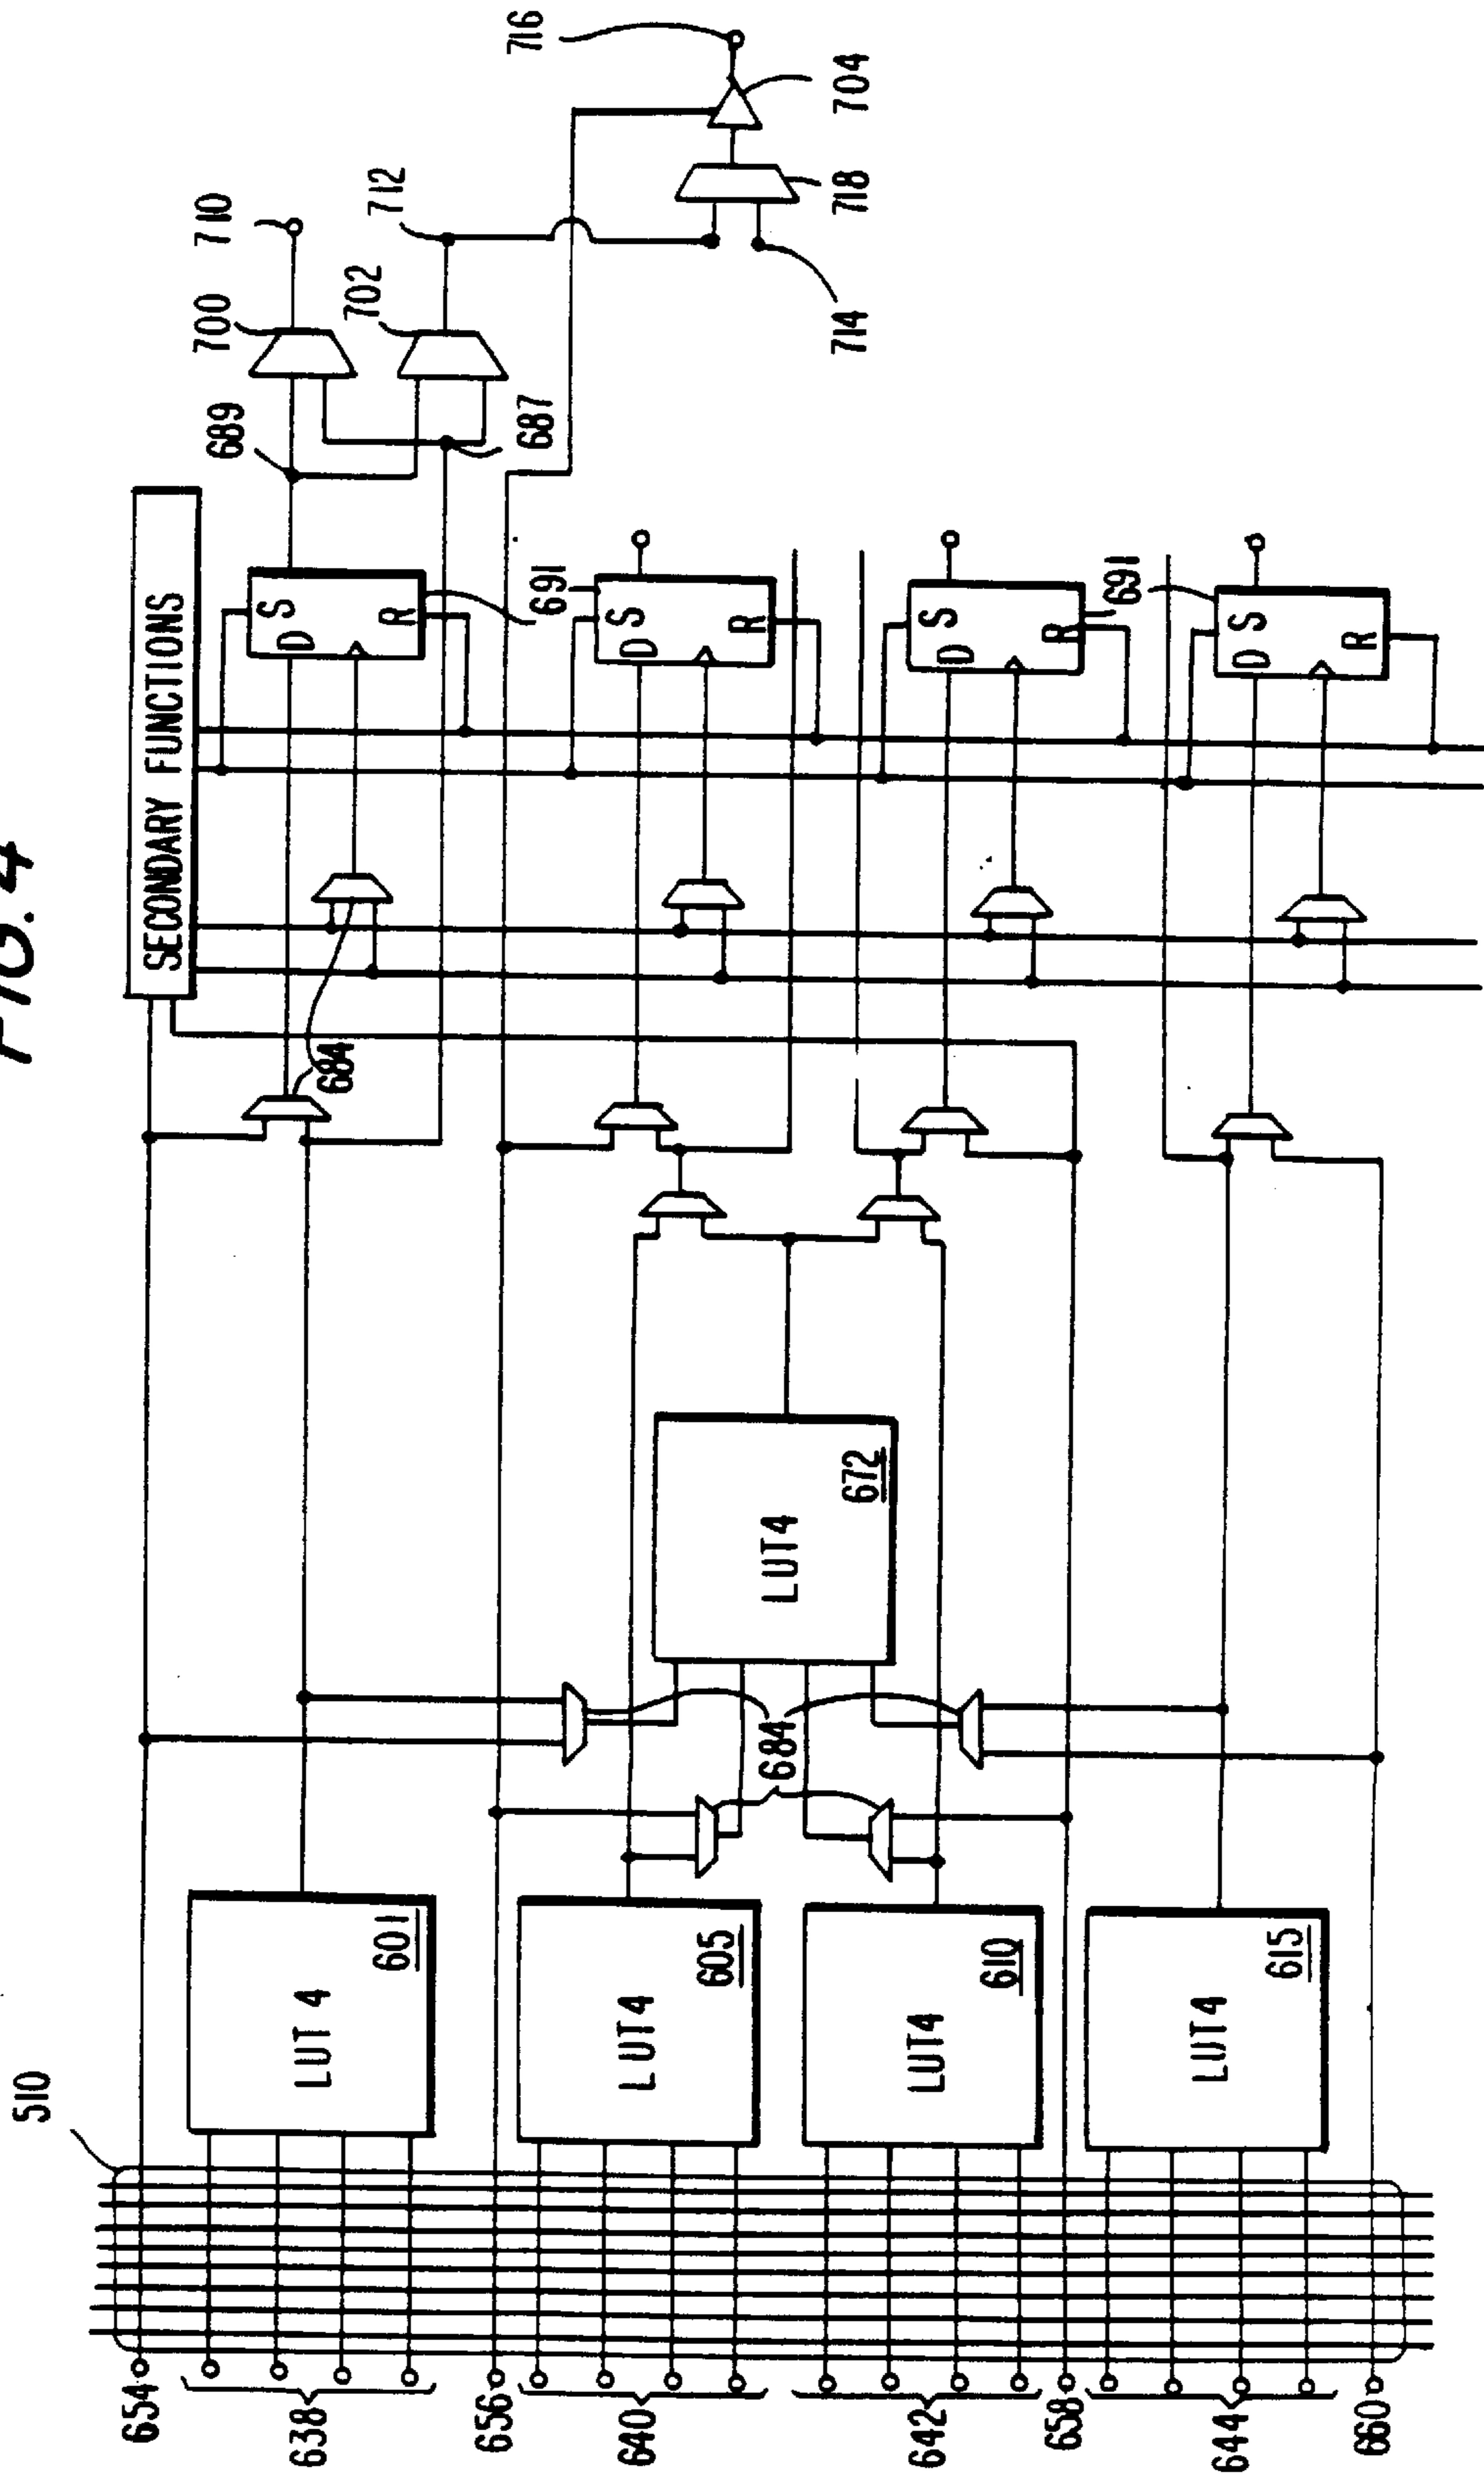 FIG. 4
510
654
638
656
640
642
658
644
660
LUT 4
601
LUT4
605
LUT4
610
LUT4
615
684
LUT4
672
684
SECONDARY FUNCTIONS
D
S
R
691
D
S
R
D
S
R
691
D
S
R
689
687
700
702
710
712
714
718
704
716